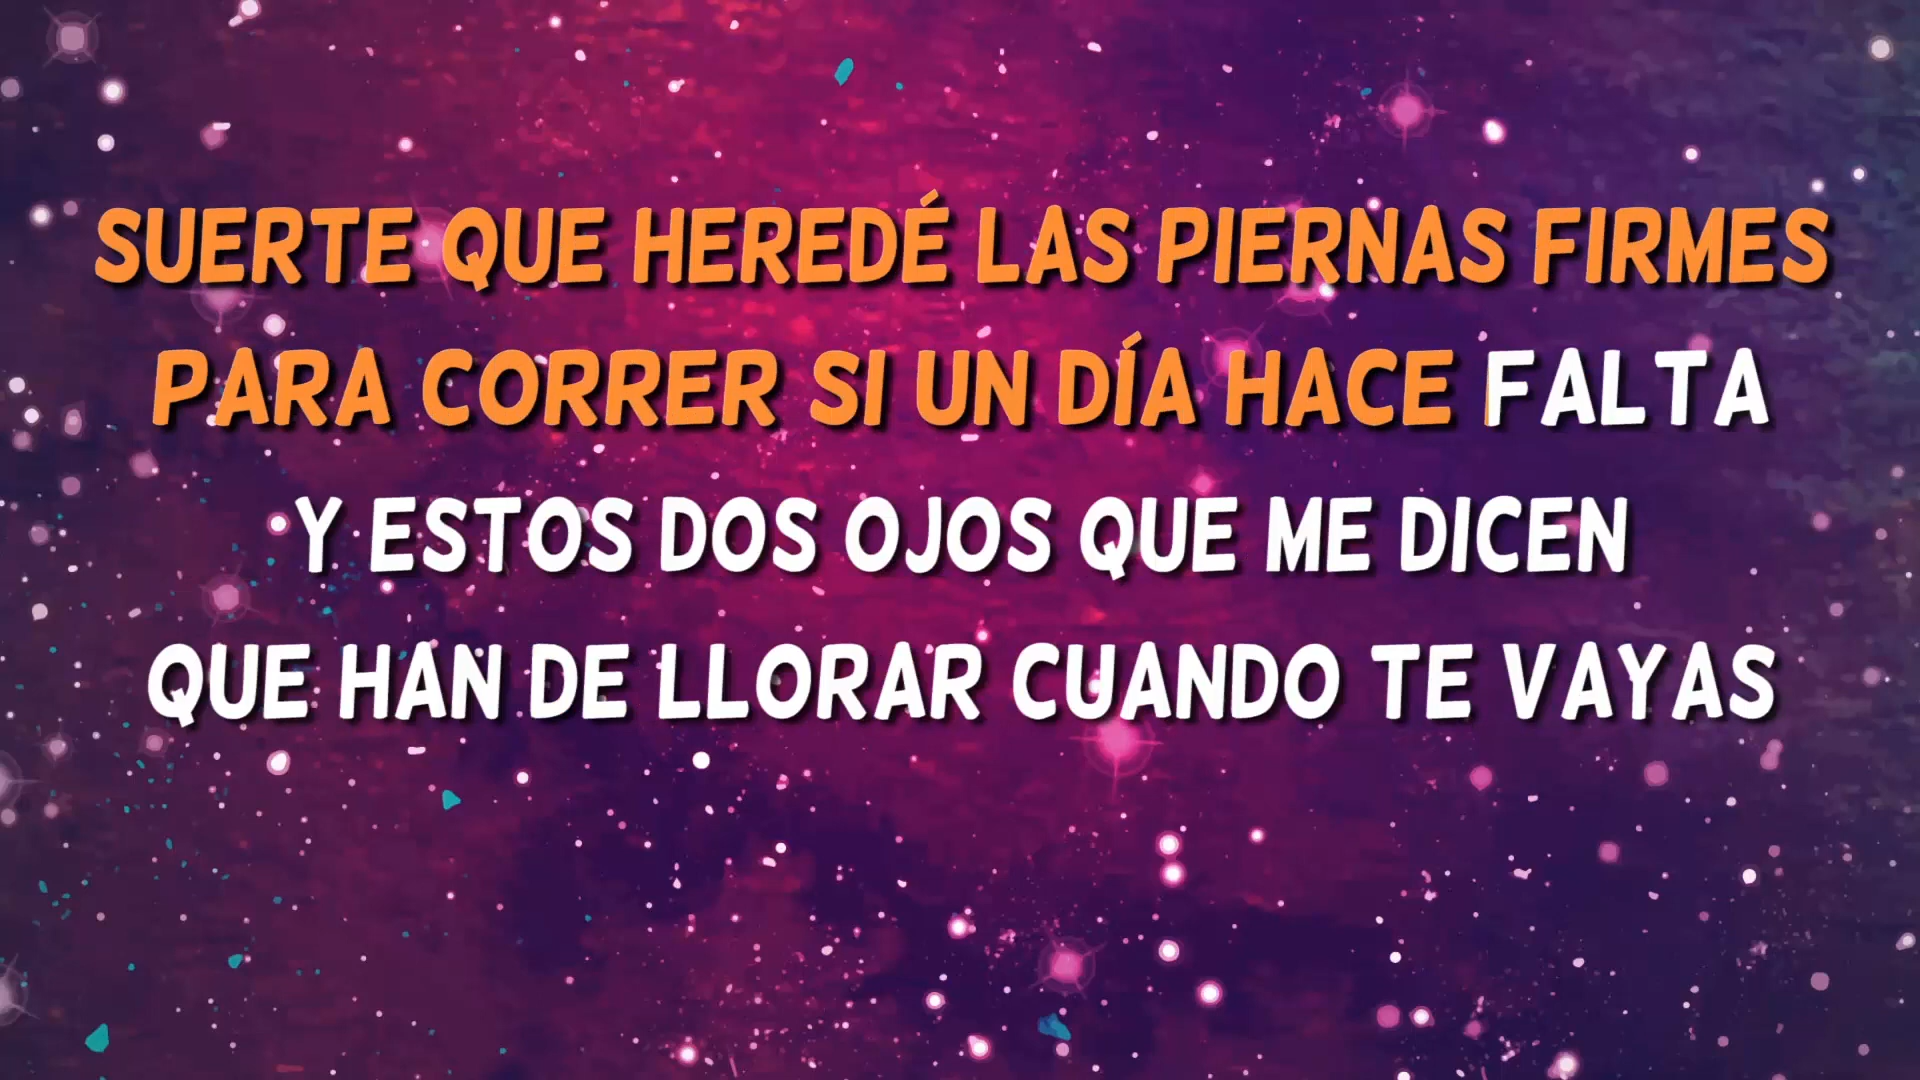 SUERTE QUE HEREDÉ LAS PIERNAS FIRMES
PARA CORRER SI UN DÍA HACE FALTA
Y ESTOS DOS OJOS QUE ME DICEN
QUE HAN DE LLORAR CUANDO TE VAYAS